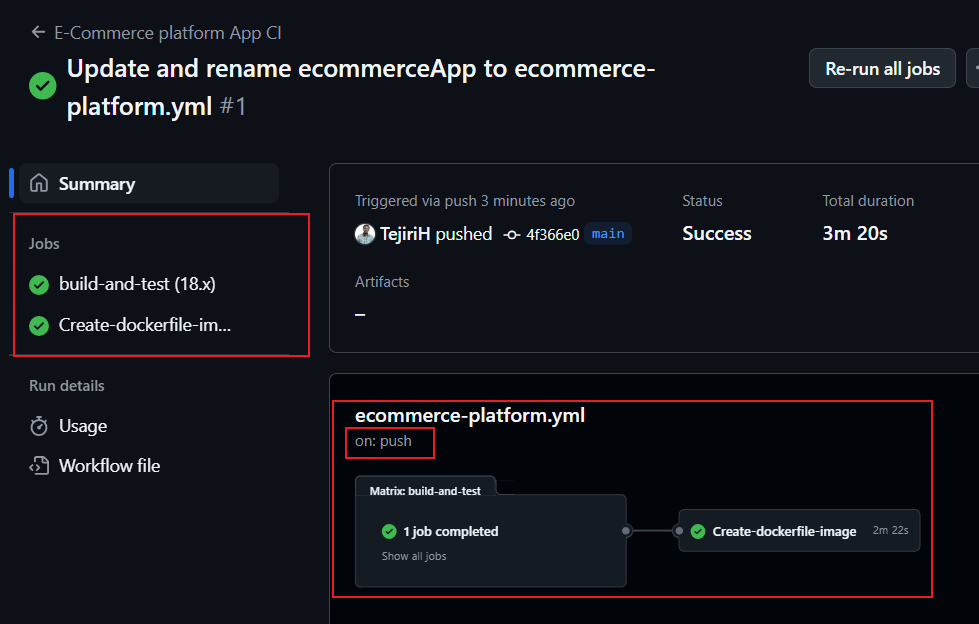 E-Commerce platform App CI
Update and rename ecommerceApp to ecommerce-
platform.yml #1
Re-run all jobs
Summary
Jobs
build-and-test (18.x)
Create-dockerfile-im...
Run details
Usage
Workflow file
Triggered via push 3 minutes ago
TejiriH pushed 4f366e0 main
Status
Success
Total duration
3m 20s
Artifacts
–
ecommerce-platform.yml
on: push
Matrix: build-and-test
1 job completed
Show all jobs
Create-dockerfile-image 2m 22s